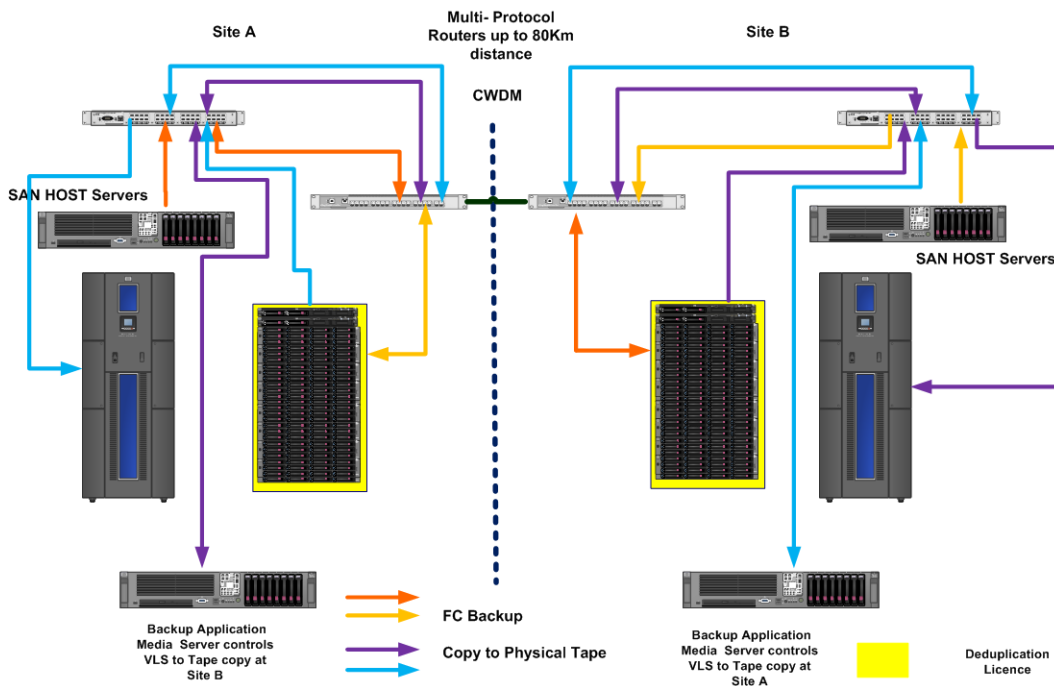 Multi- Protocol
Routers up to 80Km
distance
Site A
Site B
CWDM
SAN HOST Servers
SAN HOST Servers
FC Backup
Copy to Physical Tape
Backup Application
Media Server controls
VLS to Tape copy at
Site B
Backup Application
Media Server controls
VLS to Tape copy at
Site A
Deduplication
Licence